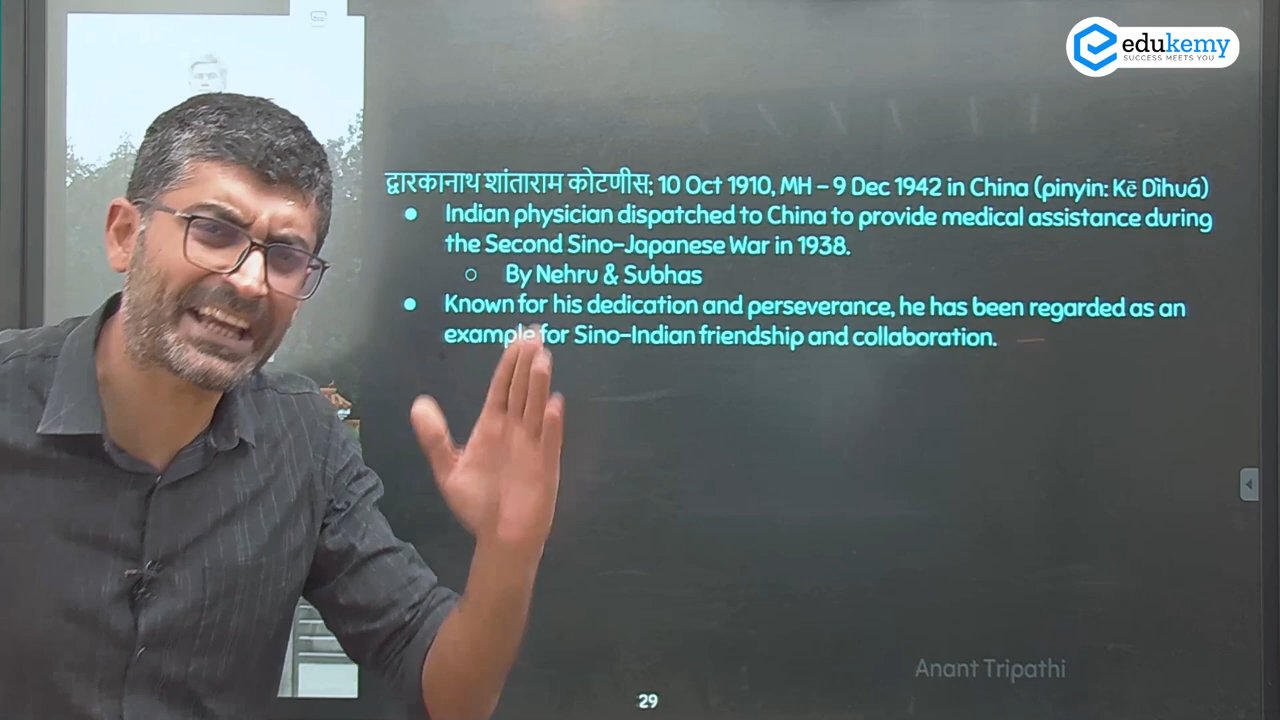 edukemy
SUCCESS MEETS YOU
द्वारकानाथ शांताराम कोटणीस; 10 Oct 1910, MH – 9 Dec 1942 in China (pinyin: Kē Dìhuá)
● Indian physician dispatched to China to provide medical assistance during
the Second Sino-Japanese War in 1938.
○ By Nehru & Subhas
● Known for his dedication and perseverance, he has been regarded as an
example for Sino-Indian friendship and collaboration.
Anant Tripathi
29